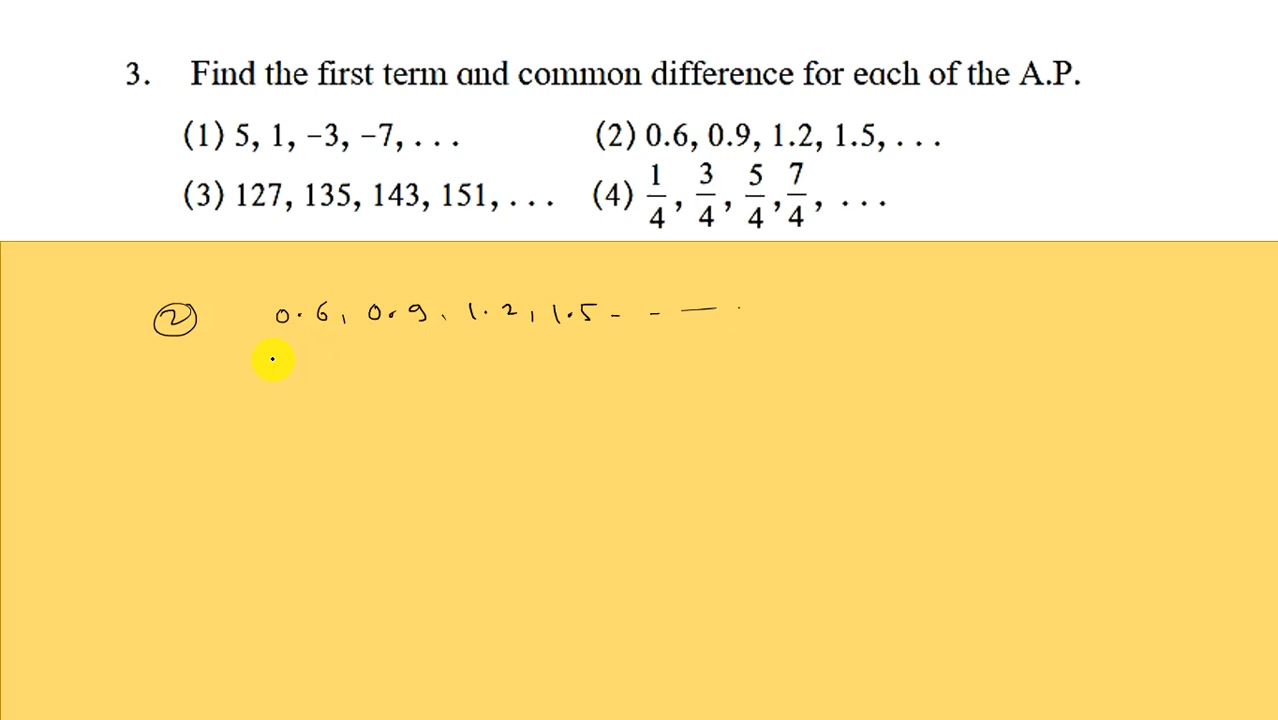 3. Find the first term and common difference for each of the A.P.
(1) 5, 1, −3, −7, . . . (2) 0.6, 0.9, 1.2, 1.5, . . .
(3) 127, 135, 143, 151, . . . (4) 1/4, 3/4, 5/4, 7/4, . . .
② 0.6, 0.9, 1.2, 1.5 - - — .